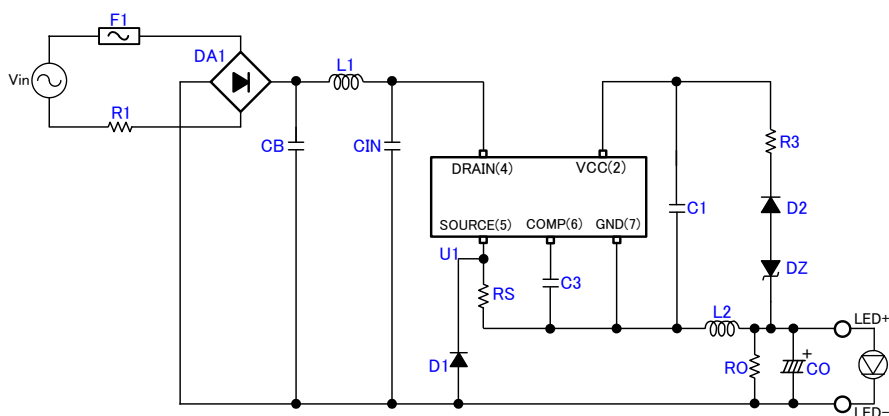 F1
DA1
L1
Vin
R1
CB
CIN
R3
DRAIN(4)
VCC(2)
D2
C1
SOURCE(5)
COMP(6)
GND(7)
U1
DZ
C3
RS
L2
LED+
D1
RO
+
CO
LED-